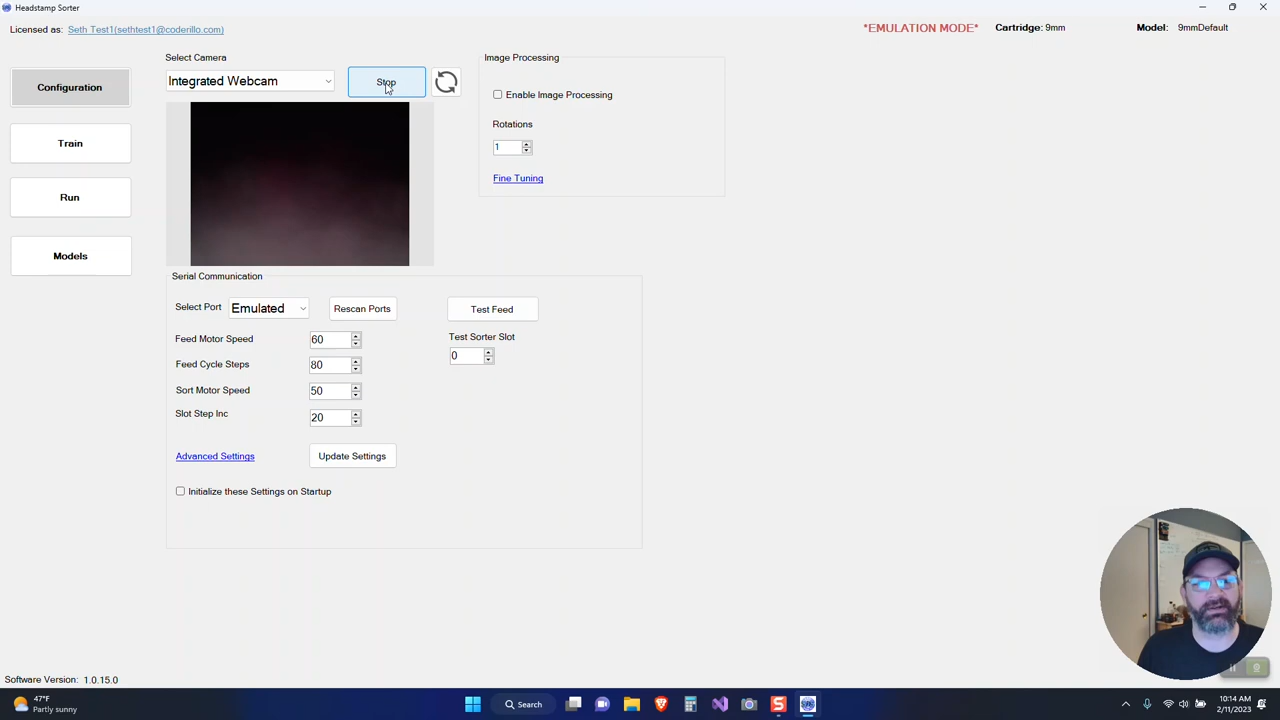 Headstamp Sorter
Licensed as: Seth Test1(sethtest1@coderillo.com)
*EMULATION MODE* Cartridge: 9mm Model: 9mmDefault
Configuration
Train
Run
Models
Select Camera
Integrated Webcam
Stop
Image Processing
Enable Image Processing
Rotations
1
Fine Tuning
Serial Communication
Select Port Emulated Rescan Ports Test Feed
Feed Motor Speed 60
Feed Cycle Steps 80
Sort Motor Speed 50
Slot Step Inc 20
Test Sorter Slot
0
Advanced Settings Update Settings
Initialize these Settings on Startup
Software Version: 1.0.15.0
47°F
Partly sunny
Search
10:14 AM
2/11/2023